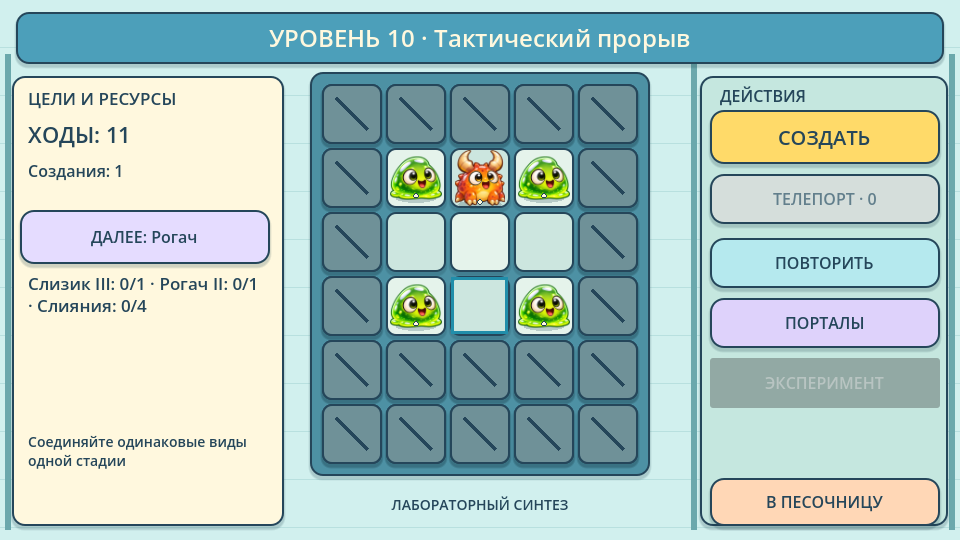 УРОВЕНЬ 10 · Тактический прорыв
ЦЕЛИ И РЕСУРСЫ
ХОДЫ: 11
Создания: 1
ДАЛЕЕ: Рогач
Слизик III: 0/1 · Рогач II: 0/1
· Слияния: 0/4
Соединяйте одинаковые виды
одной стадии
ЛАБОРАТОРНЫЙ СИНТЕЗ
ДЕЙСТВИЯ
СОЗДАТЬ
ТЕЛЕПОРТ · 0
ПОВТОРИТЬ
ПОРТАЛЫ
ЭКСПЕРИМЕНТ
В ПЕСОЧНИЦУ